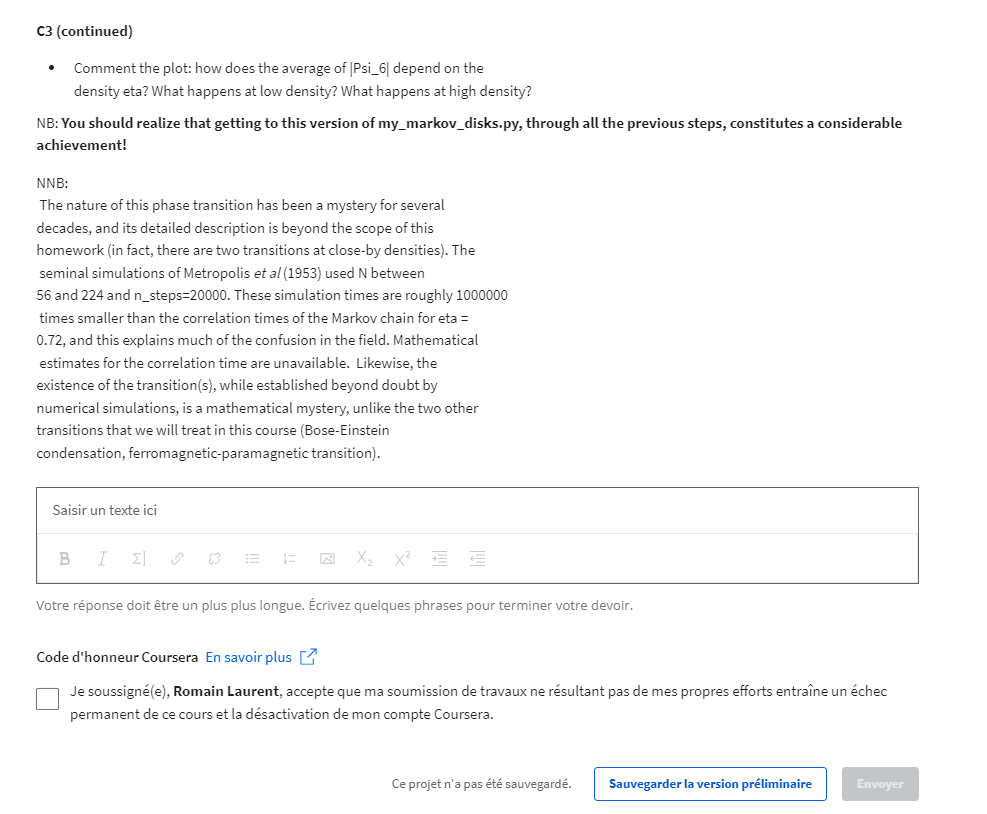 C3 (continued)
• Comment the plot: how does the average of |Psi_6| depend on the
density eta? What happens at low density? What happens at high density?
NB: You should realize that getting to this version of my_markov_disks.py, through all the previous steps, constitutes a considerable
achievement!
NNB:
The nature of this phase transition has been a mystery for several
decades, and its detailed description is beyond the scope of this
homework (in fact, there are two transitions at close-by densities). The
seminal simulations of Metropolis et al (1953) used N between
56 and 224 and n_steps=20000. These simulation times are roughly 1000000
times smaller than the correlation times of the Markov chain for eta =
0.72, and this explains much of the confusion in the field. Mathematical
estimates for the correlation time are unavailable. Likewise, the
existence of the transition(s), while established beyond doubt by
numerical simulations, is a mathematical mystery, unlike the two other
transitions that we will treat in this course (Bose-Einstein
condensation, ferromagnetic-paramagnetic transition).
Saisir un texte ici
B I Σ| X₂ X²
Votre réponse doit être un plus plus longue. Écrivez quelques phrases pour terminer votre devoir.
Code d'honneur Coursera En savoir plus
Je soussigné(e), Romain Laurent, accepte que ma soumission de travaux ne résultant pas de mes propres efforts entraîne un échec
permanent de ce cours et la désactivation de mon compte Coursera.
Ce projet n'a pas été sauvegardé. Sauvegarder la version préliminaire Envoyer